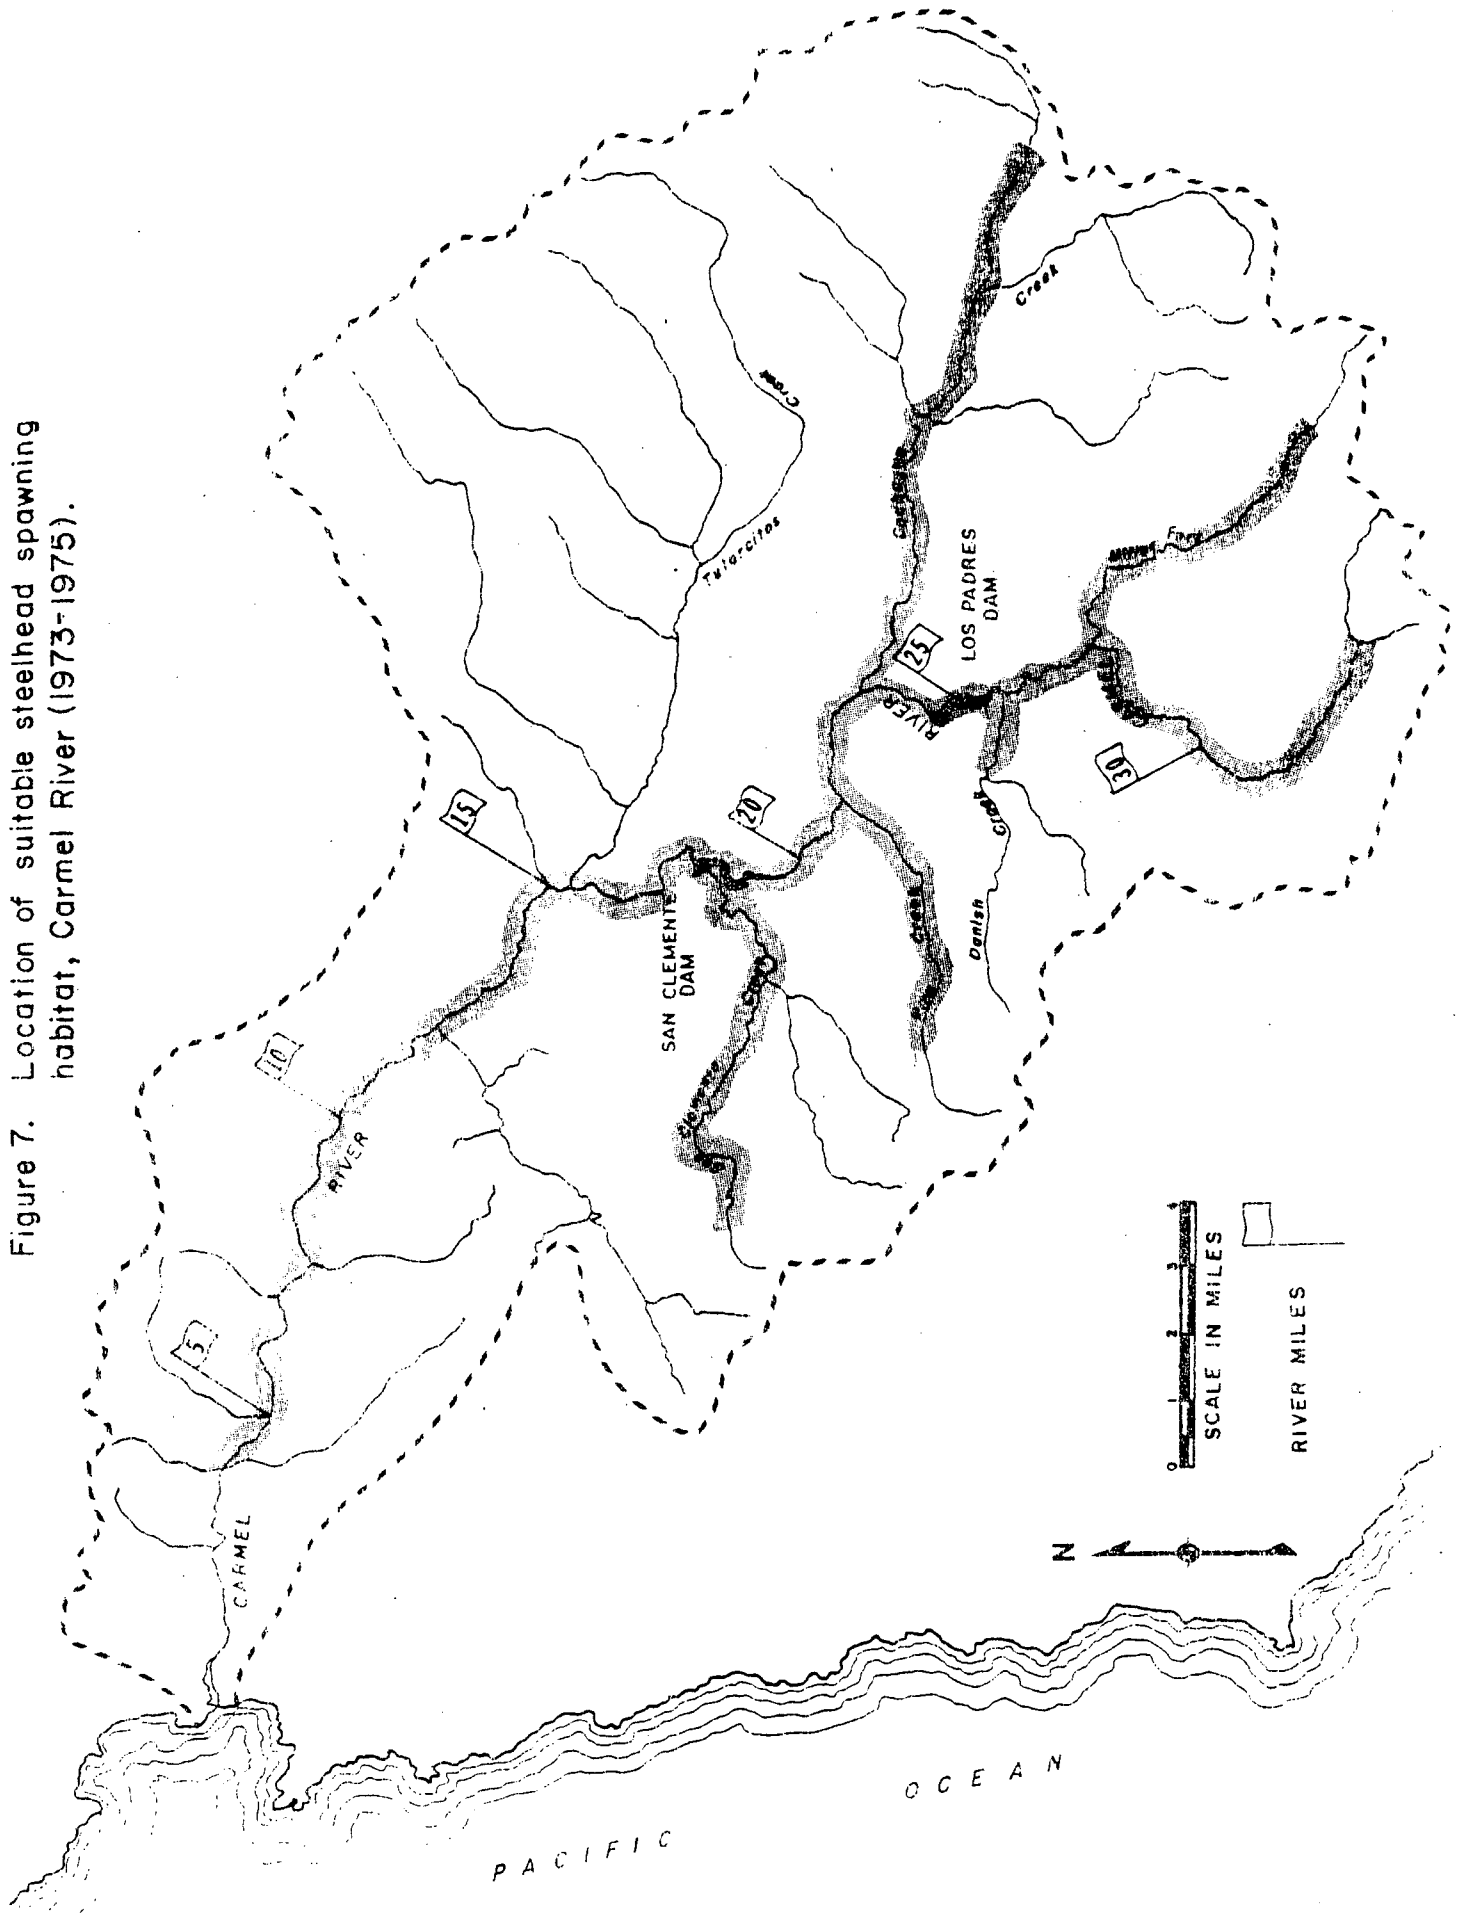 Figure 7. Location of suitable steelhead spawning
habitat, Carmel River (1973-1975).
5
10
15
20
25
30
CARMEL
RIVER
SAN CLEMENTE
DAM
Clemente
Creek
Tularcitos
Creek
RIVER
LOS PADRES
DAM
Creek
Creek
Danish
Creek
PACIFIC
OCEAN
N
0 1 2 3 4
SCALE IN MILES
RIVER MILES